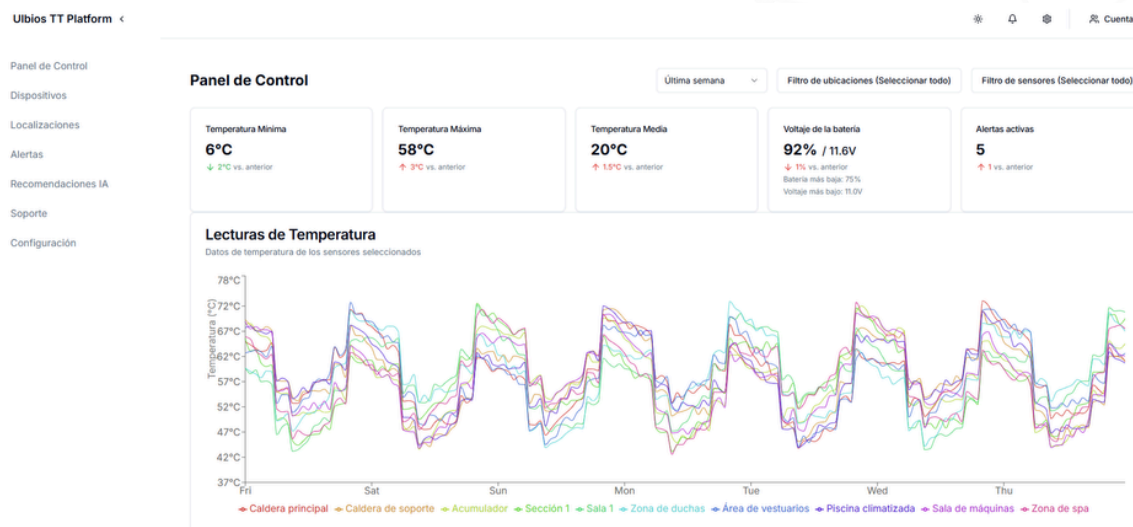 Ulbios TT Platform <
Cuenta
Panel de Control
Dispositivos
Localizaciones
Alertas
Recomendaciones IA
Soporte
Configuración
Panel de Control
Última semana
Filtro de ubicaciones (Seleccionar todo)
Filtro de sensores (Seleccionar todo)
Temperatura Mínima
6°C
↓ 2°C vs. anterior
Temperatura Máxima
58°C
↑ 3°C vs. anterior
Temperatura Media
20°C
↑ 1.5°C vs. anterior
Voltaje de la batería
92% / 11.6V
↓ 1% vs. anterior
Batería más baja: 75%
Voltaje más bajo: 11.0V
Alertas activas
5
↑ 1 vs. anterior
Lecturas de Temperatura
Datos de temperatura de los sensores seleccionados
Temperatura (°C)
78°C
72°C
67°C
62°C
57°C
52°C
47°C
42°C
37°C
Fri Sat Sun Mon Tue Wed Thu
Caldera principal Caldera de soporte Acumulador Sección 1 Sala 1 Zona de duchas Área de vestuarios Piscina climatizada Sala de máquinas Zona de spa